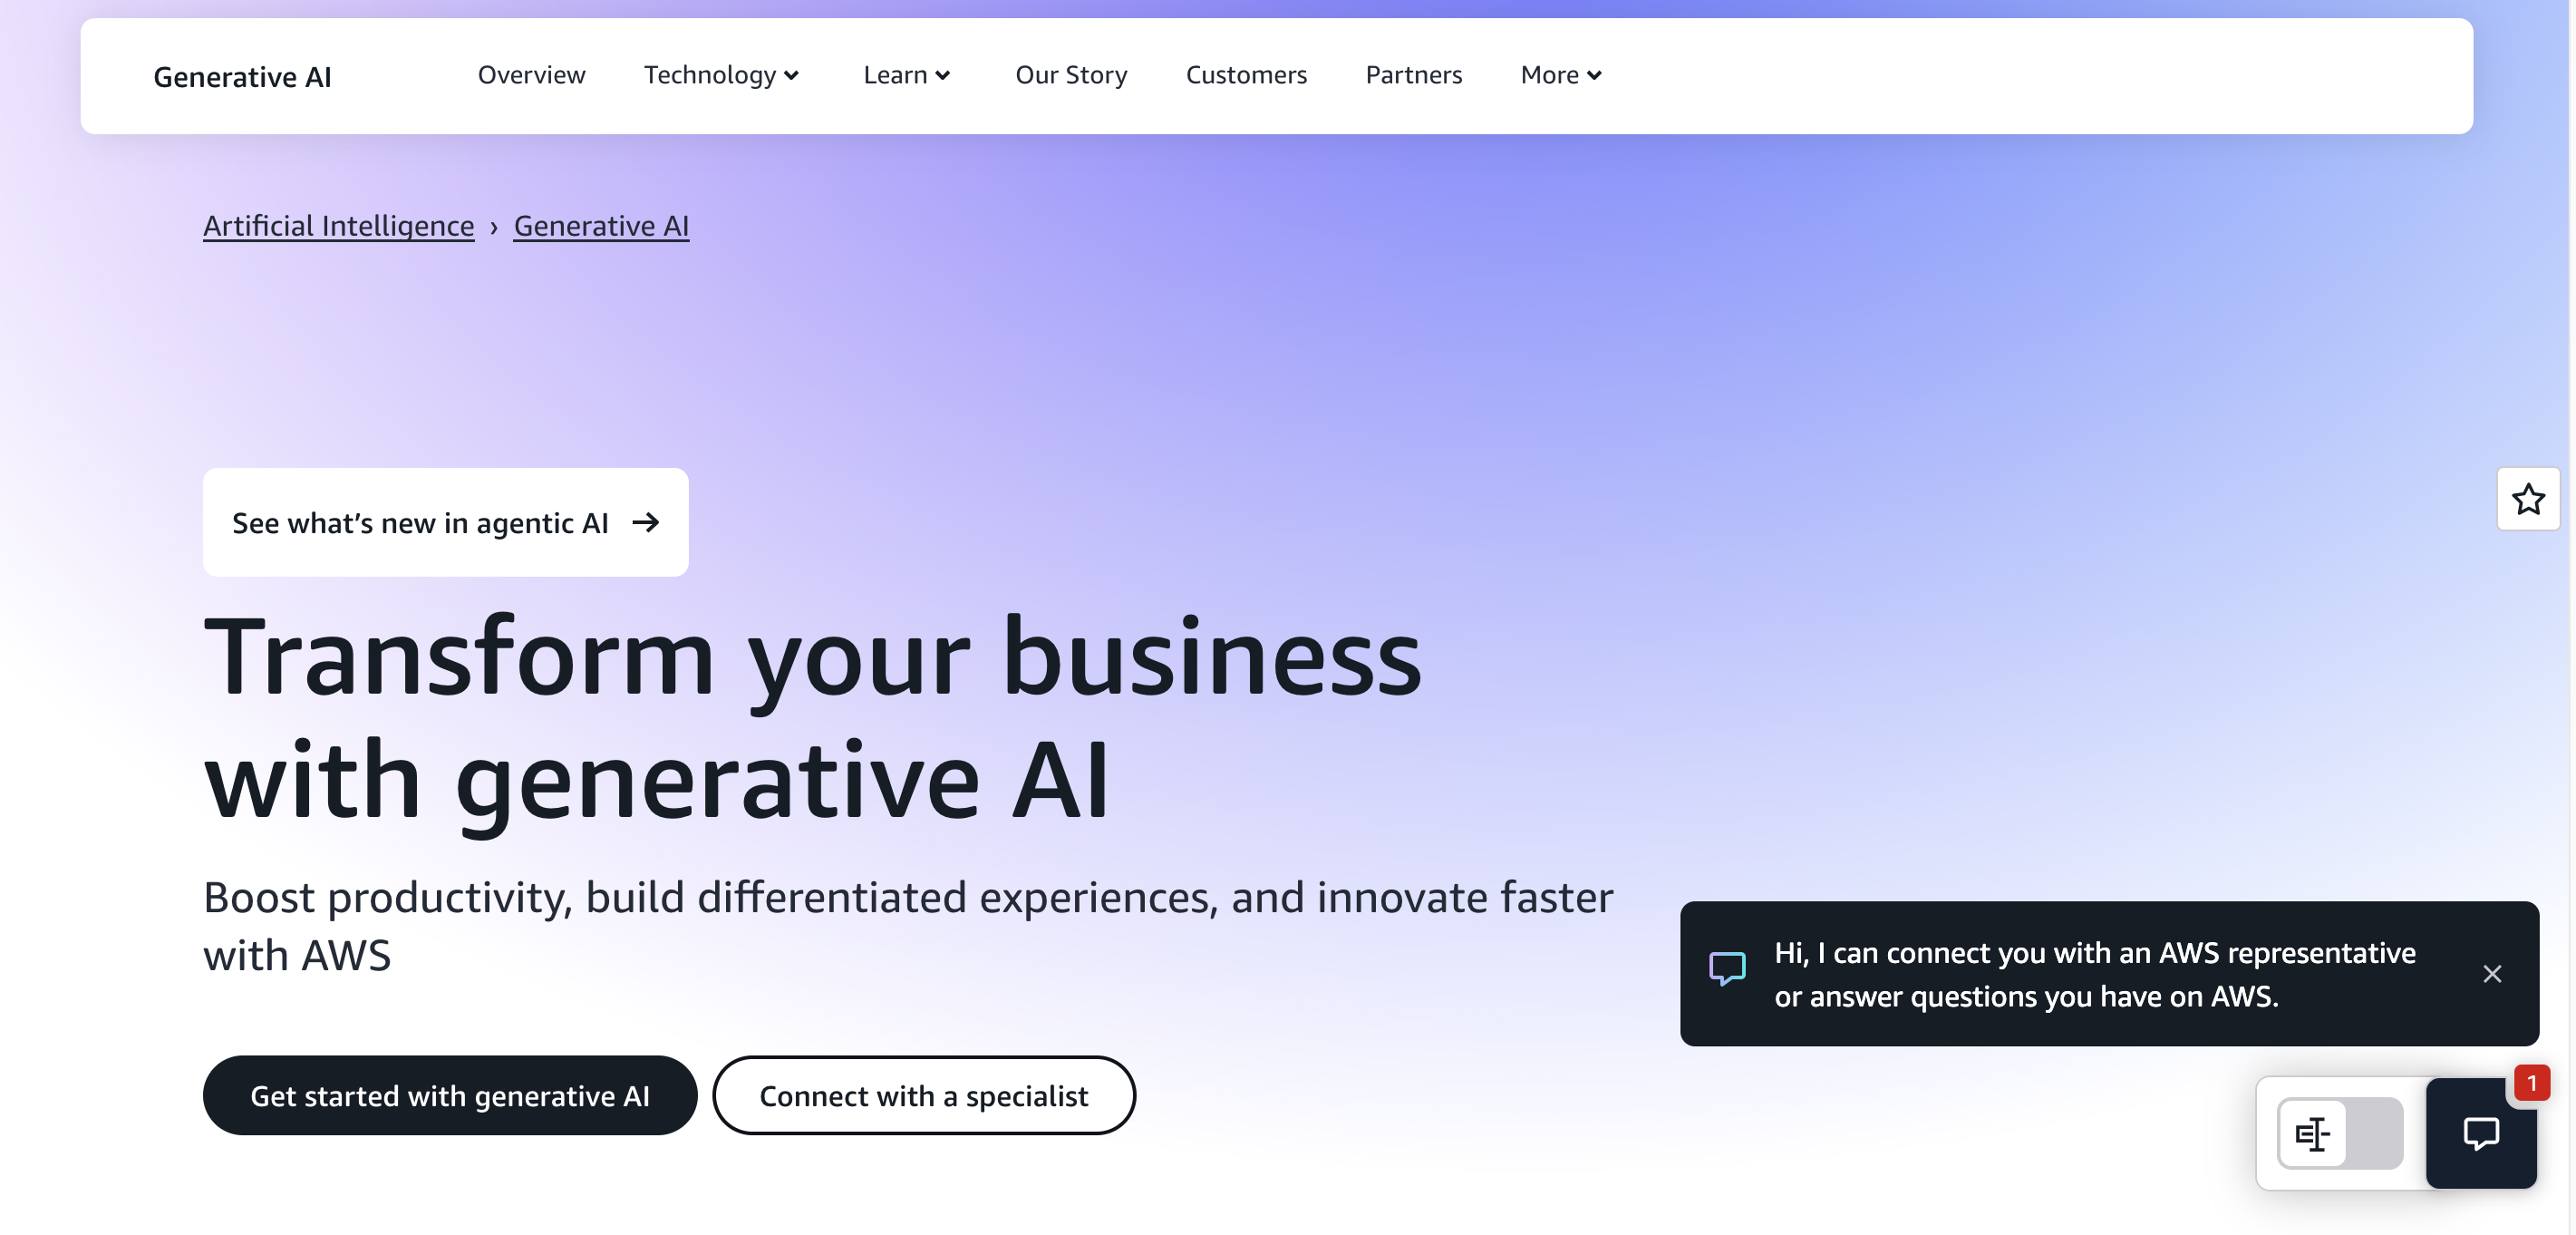 Generative AI
Overview
Technology
Learn
Our Story
Customers
Partners
More
Artificial Intelligence › Generative AI
See what’s new in agentic AI →
Transform your business
with generative AI
Boost productivity, build differentiated experiences, and innovate faster
with AWS
Get started with generative AI
Connect with a specialist
Hi, I can connect you with an AWS representative
or answer questions you have on AWS.
1